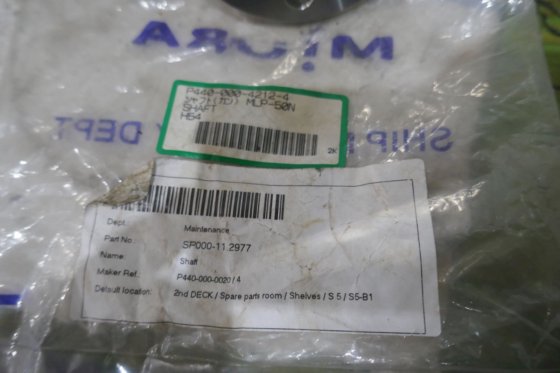 MIURA
P440-000-4212-4
MLP-50N
SHAFT
H54
2K
SHIP M
DEPT
Dept. Maintenance
Part No.: SP000-11.2977
Name: Shaft
Maker Ref.: P440-000-0020 / 4
Default location: 2nd DECK / Spare parts room / Shelves / S 5 / S5-B1